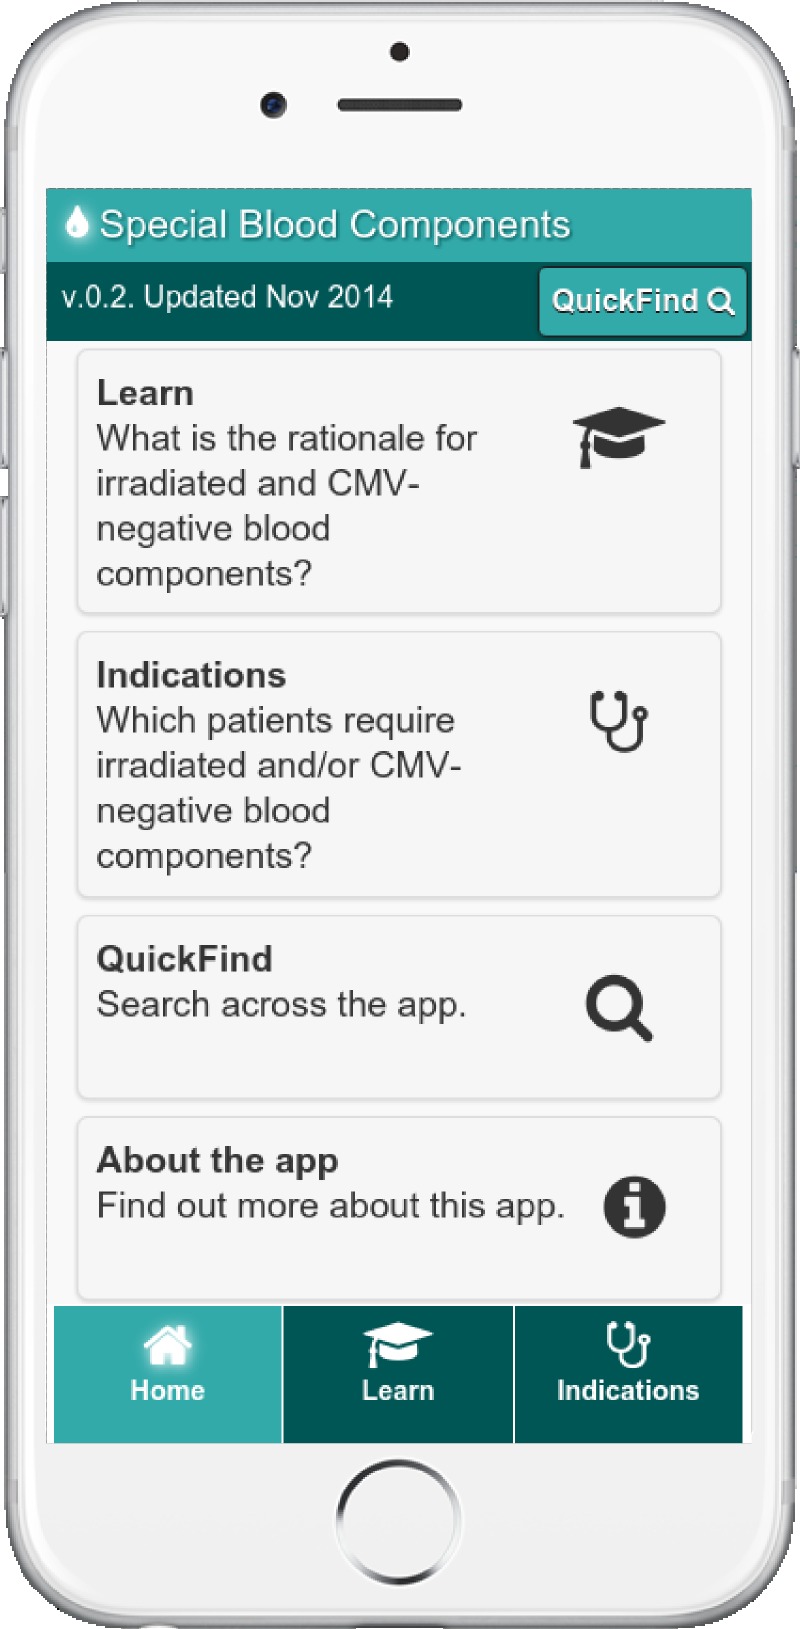 Special Blood Components
v.0.2. Updated Nov 2014
QuickFind
Learn
What is the rationale for
irradiated and CMV-
negative blood
components?
Indications
Which patients require
irradiated and/or CMV-
negative blood
components?
QuickFind
Search across the app.
About the app
Find out more about this app.
Home
Learn
Indications